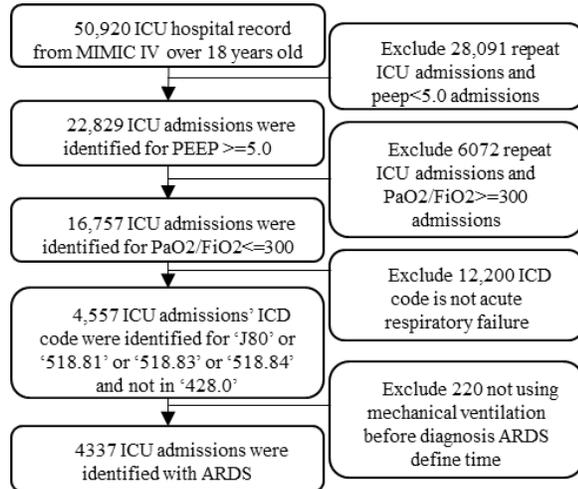 50,920 ICU hospital record
from MIMIC IV over 18 years old
Exclude 28,091 repeat
ICU admissions and
peep<5.0 admissions
22,829 ICU admissions were
identified for PEEP >=5.0
Exclude 6072 repeat
ICU admissions and
PaO2/FiO2>=300
admissions
16,757 ICU admissions were
identified for PaO2/FiO2<=300
Exclude 12,200 ICD
code is not acute
respiratory failure
4,557 ICU admissions’ ICD
code were identified for ‘J80’ or
‘518.81’ or ‘518.83’ or ‘518.84’
and not in ‘428.0’
Exclude 220 not using
mechanical ventilation
before diagnosis ARDS
define time
4337 ICU admissions were
identified with ARDS